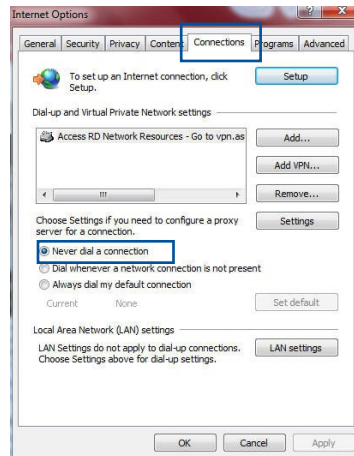 Internet Options
General Security Privacy Content Connections Programs Advanced
To set up an Internet connection, click
Setup.
Setup
Dial-up and Virtual Private Network settings
Access RD Network Resources - Go to vpn.as
Add...
Add VPN...
Remove...
Choose Settings if you need to configure a proxy
server for a connection.
Settings
Never dial a connection
Dial whenever a network connection is not present
Always dial my default connection
Current None
Set default
Local Area Network (LAN) settings
LAN Settings do not apply to dial-up connections.
Choose Settings above for dial-up settings.
LAN settings
OK Cancel Apply